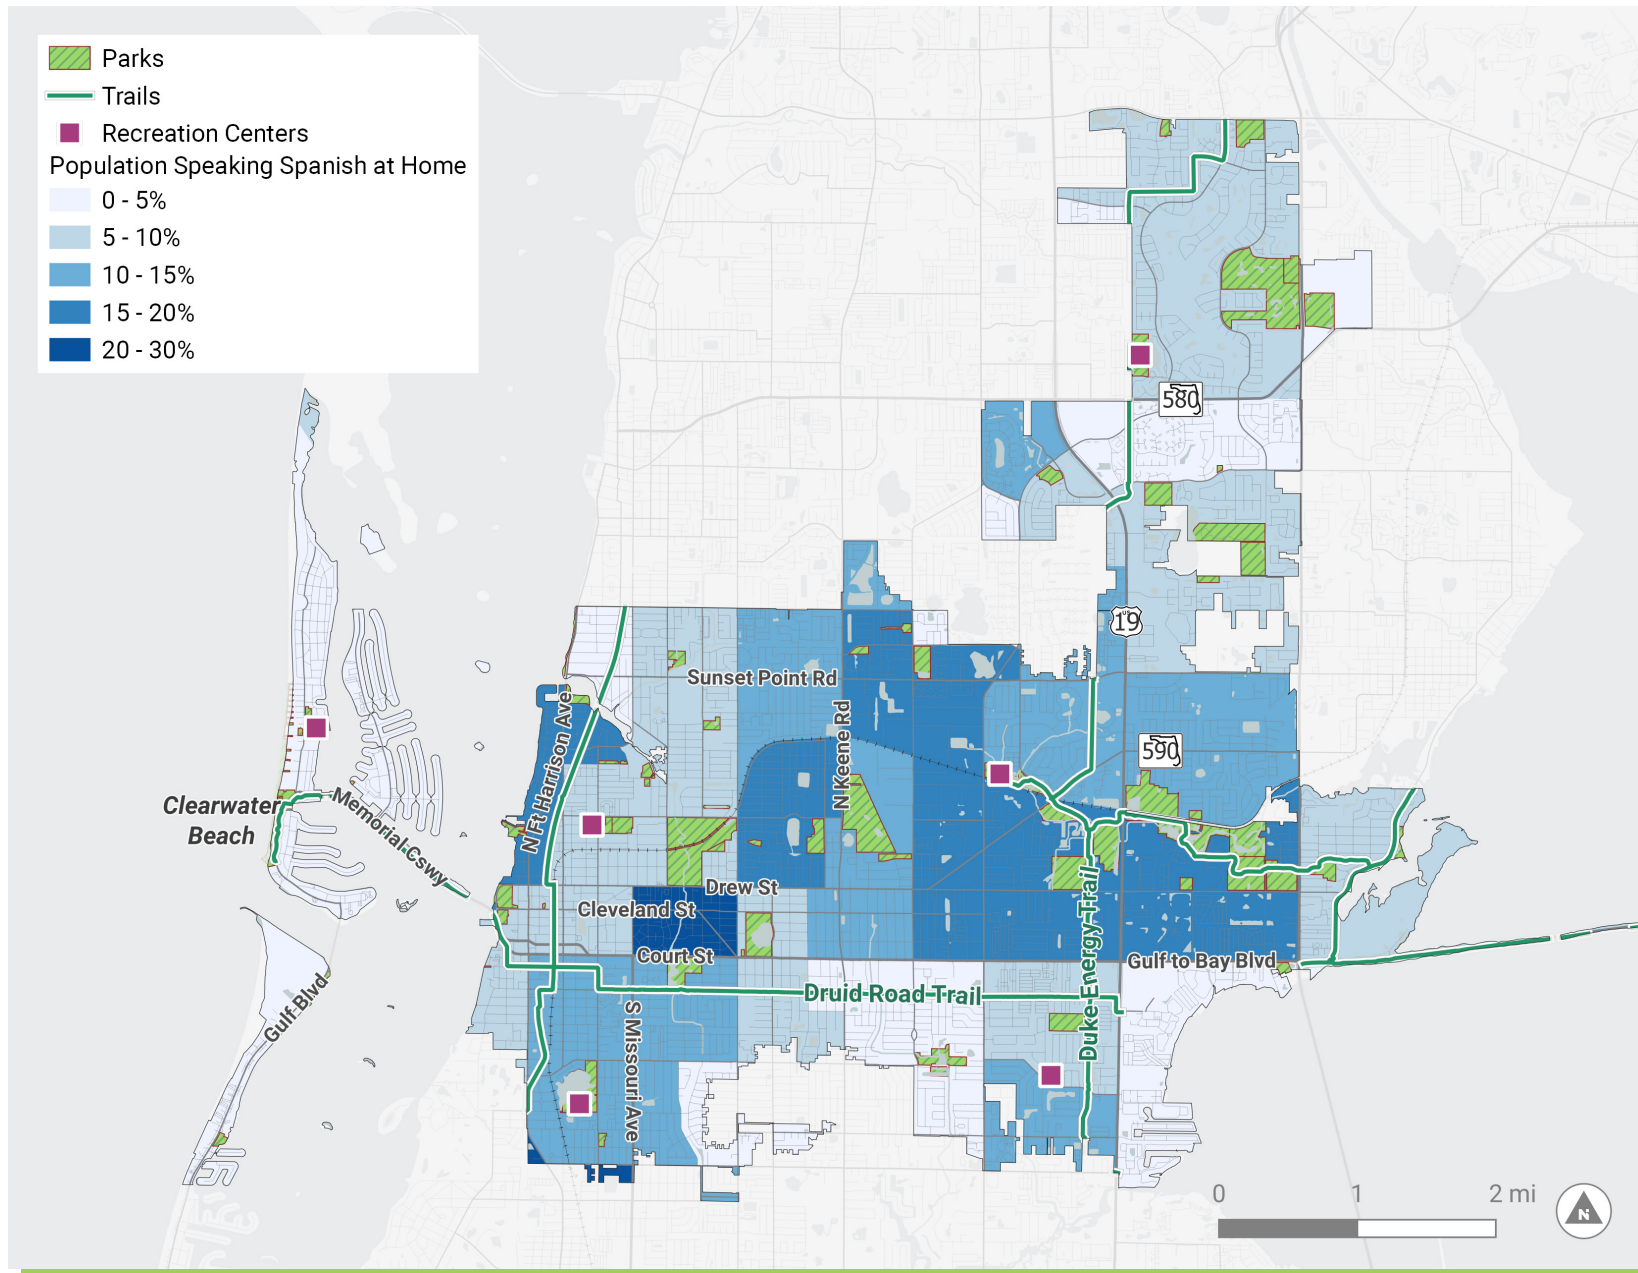 Parks
Trails
Recreation Centers
Population Speaking Spanish at Home
0 - 5%
5 - 10%
10 - 15%
15 - 20%
20 - 30%
580
US
19
Sunset Point Rd
N Keene Rd
590
N Ft Harrison Ave
Clearwater
Beach
Memorial Cswy
Drew St
Cleveland St
Court St
Duke Energy Trail
Gulf to Bay Blvd
Druid Road Trail
Gulf Blvd
S Missouri Ave
0 1 2 mi
N